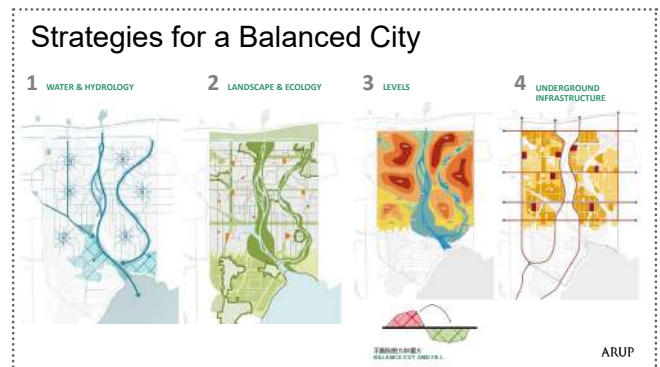 Strategies for a Balanced City
1 WATER & HYDROLOGY
2 LANDSCAPE & ECOLOGY
3 LEVELS
4 UNDERGROUND
INFRASTRUCTURE
BALANCE CUT AND FILL
ARUP